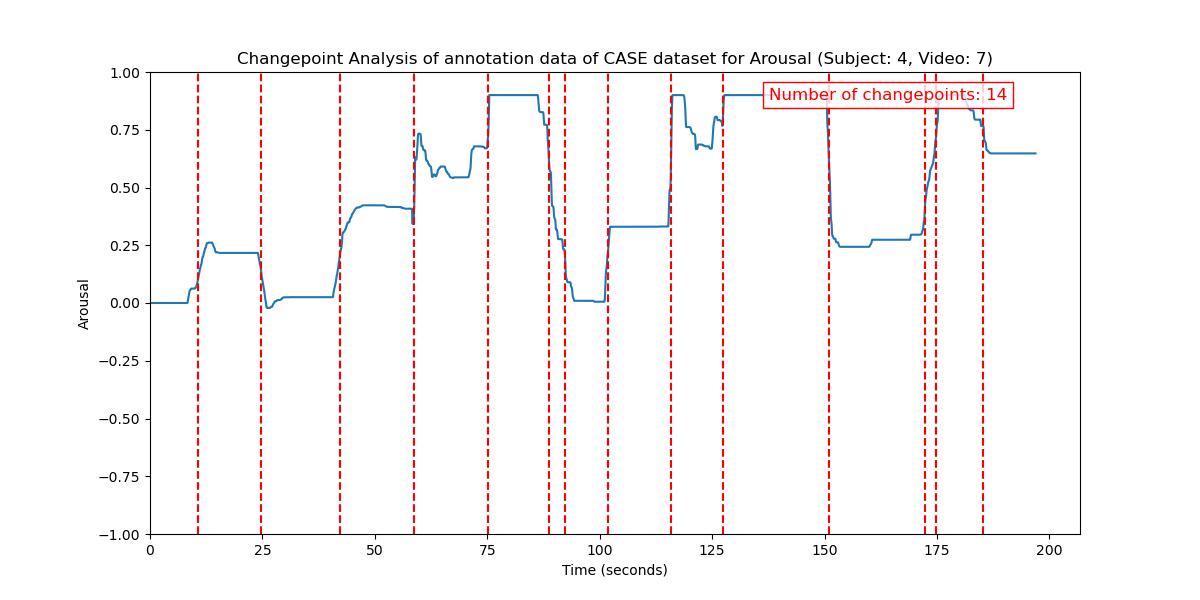 Changepoint Analysis of annotation data of CASE dataset for Arousal (Subject: 4, Video: 7)
Number of changepoints: 14
1.00
0.75
0.50
0.25
0.00
−0.25
−0.50
−0.75
−1.00
Arousal
0 25 50 75 100 125 150 175 200
Time (seconds)